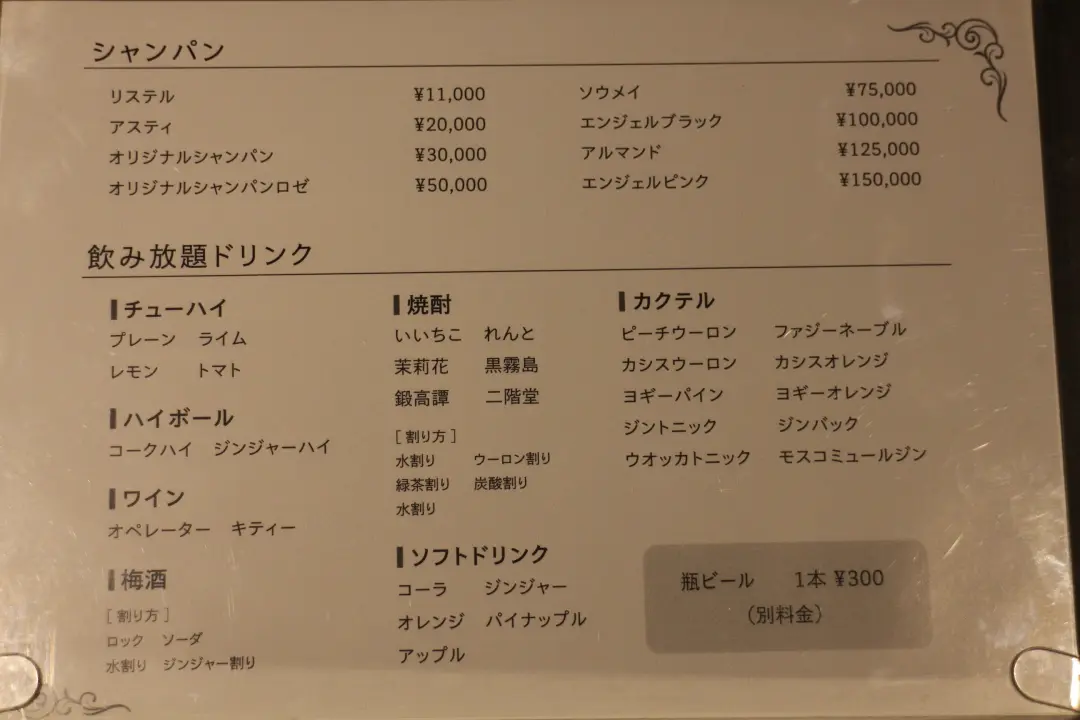 シャンパン
リステル ¥11,000
アスティ ¥20,000
オリジナルシャンパン ¥30,000
オリジナルシャンパンロゼ ¥50,000
ソウメイ ¥75,000
エンジェルブラック ¥100,000
アルマンド ¥125,000
エンジェルピンク ¥150,000
飲み放題ドリンク
チューハイ
プレーン ライム
レモン トマト
ハイボール
コークハイ ジンジャーハイ
ワイン
オペレーター キティー
梅酒
[ 割り方 ]
ロック ソーダ
水割り ジンジャー割り
焼酎
いいちこ れんと
茉莉花 黒霧島
鍛高譚 二階堂
[ 割り方 ]
水割り ウーロン割り
緑茶割り 炭酸割り
水割り
ソフトドリンク
コーラ ジンジャー
オレンジ パイナップル
アップル
カクテル
ピーチウーロン ファジーネーブル
カシスウーロン カシスオレンジ
ヨギーパイン ヨギーオレンジ
ジントニック ジンバック
ウオッカトニック モスコミュールジン
瓶ビール 1本 ¥300
(別料金)